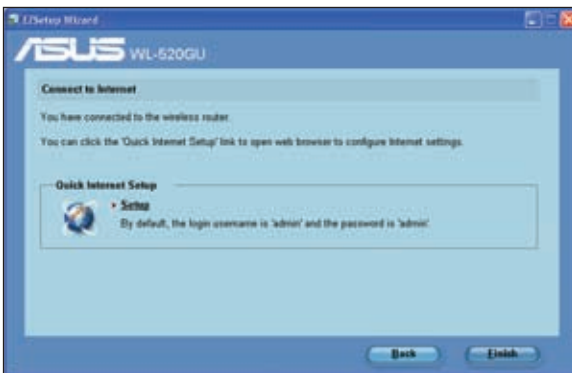 EZSetup Wizard
ASUS WL-520GU
Connect to Internet
You have connected to the wireless router.
You can click the 'Quick Internet Setup' link to open web browser to configure Internet settings.
Quick Internet Setup
Setup
By default, the login username is 'admin' and the password is 'admin'.
Back Finish